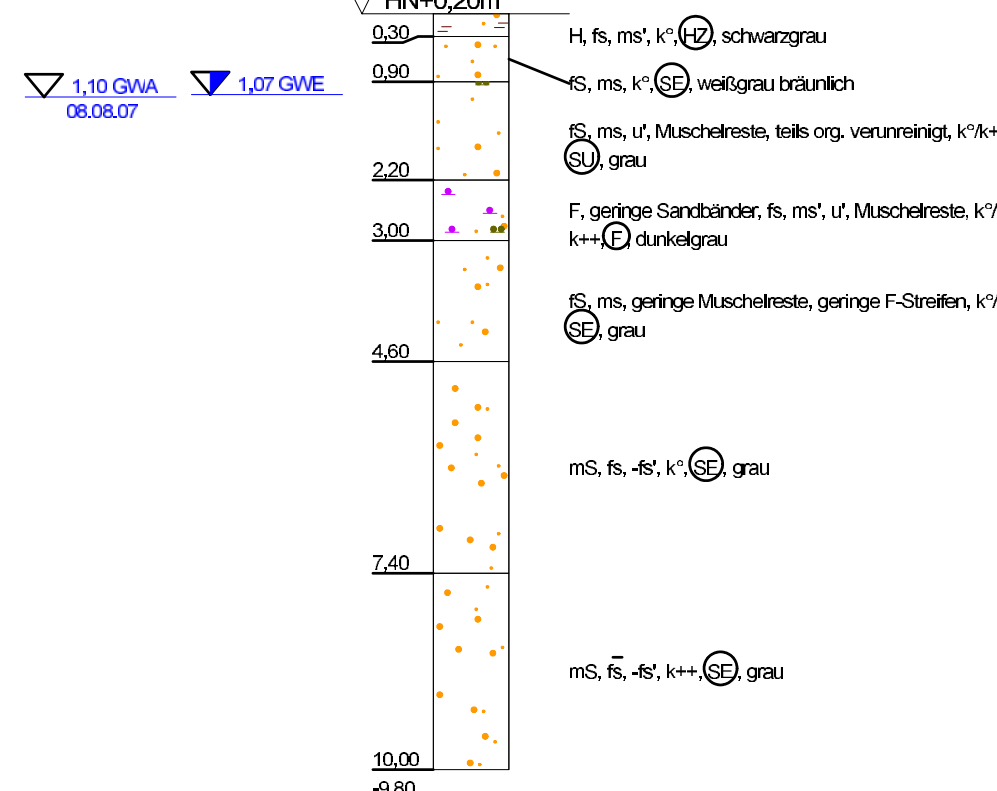 HN+0,20m
0,30
H, fs, ms', k°, HZ, schwarzgrau
0,90
fS, ms, k°, SE, weißgrau bräunlich
1,10 GWA
08.08.07
1,07 GWE
fS, ms, u', Muschelreste, teils org. verunreinigt, k°/k+
SU, grau
2,20
F, geringe Sandbänder, fs, ms', u', Muschelreste, k°/
k++, F, dunkelgrau
3,00
fS, ms, geringe Muschelreste, geringe F-Streifen, k°/
SE, grau
4,60
mS, fs, -fs', k°, SE, grau
7,40
mS, fs̅, -fs', k++, SE, grau
10,00
-9,80